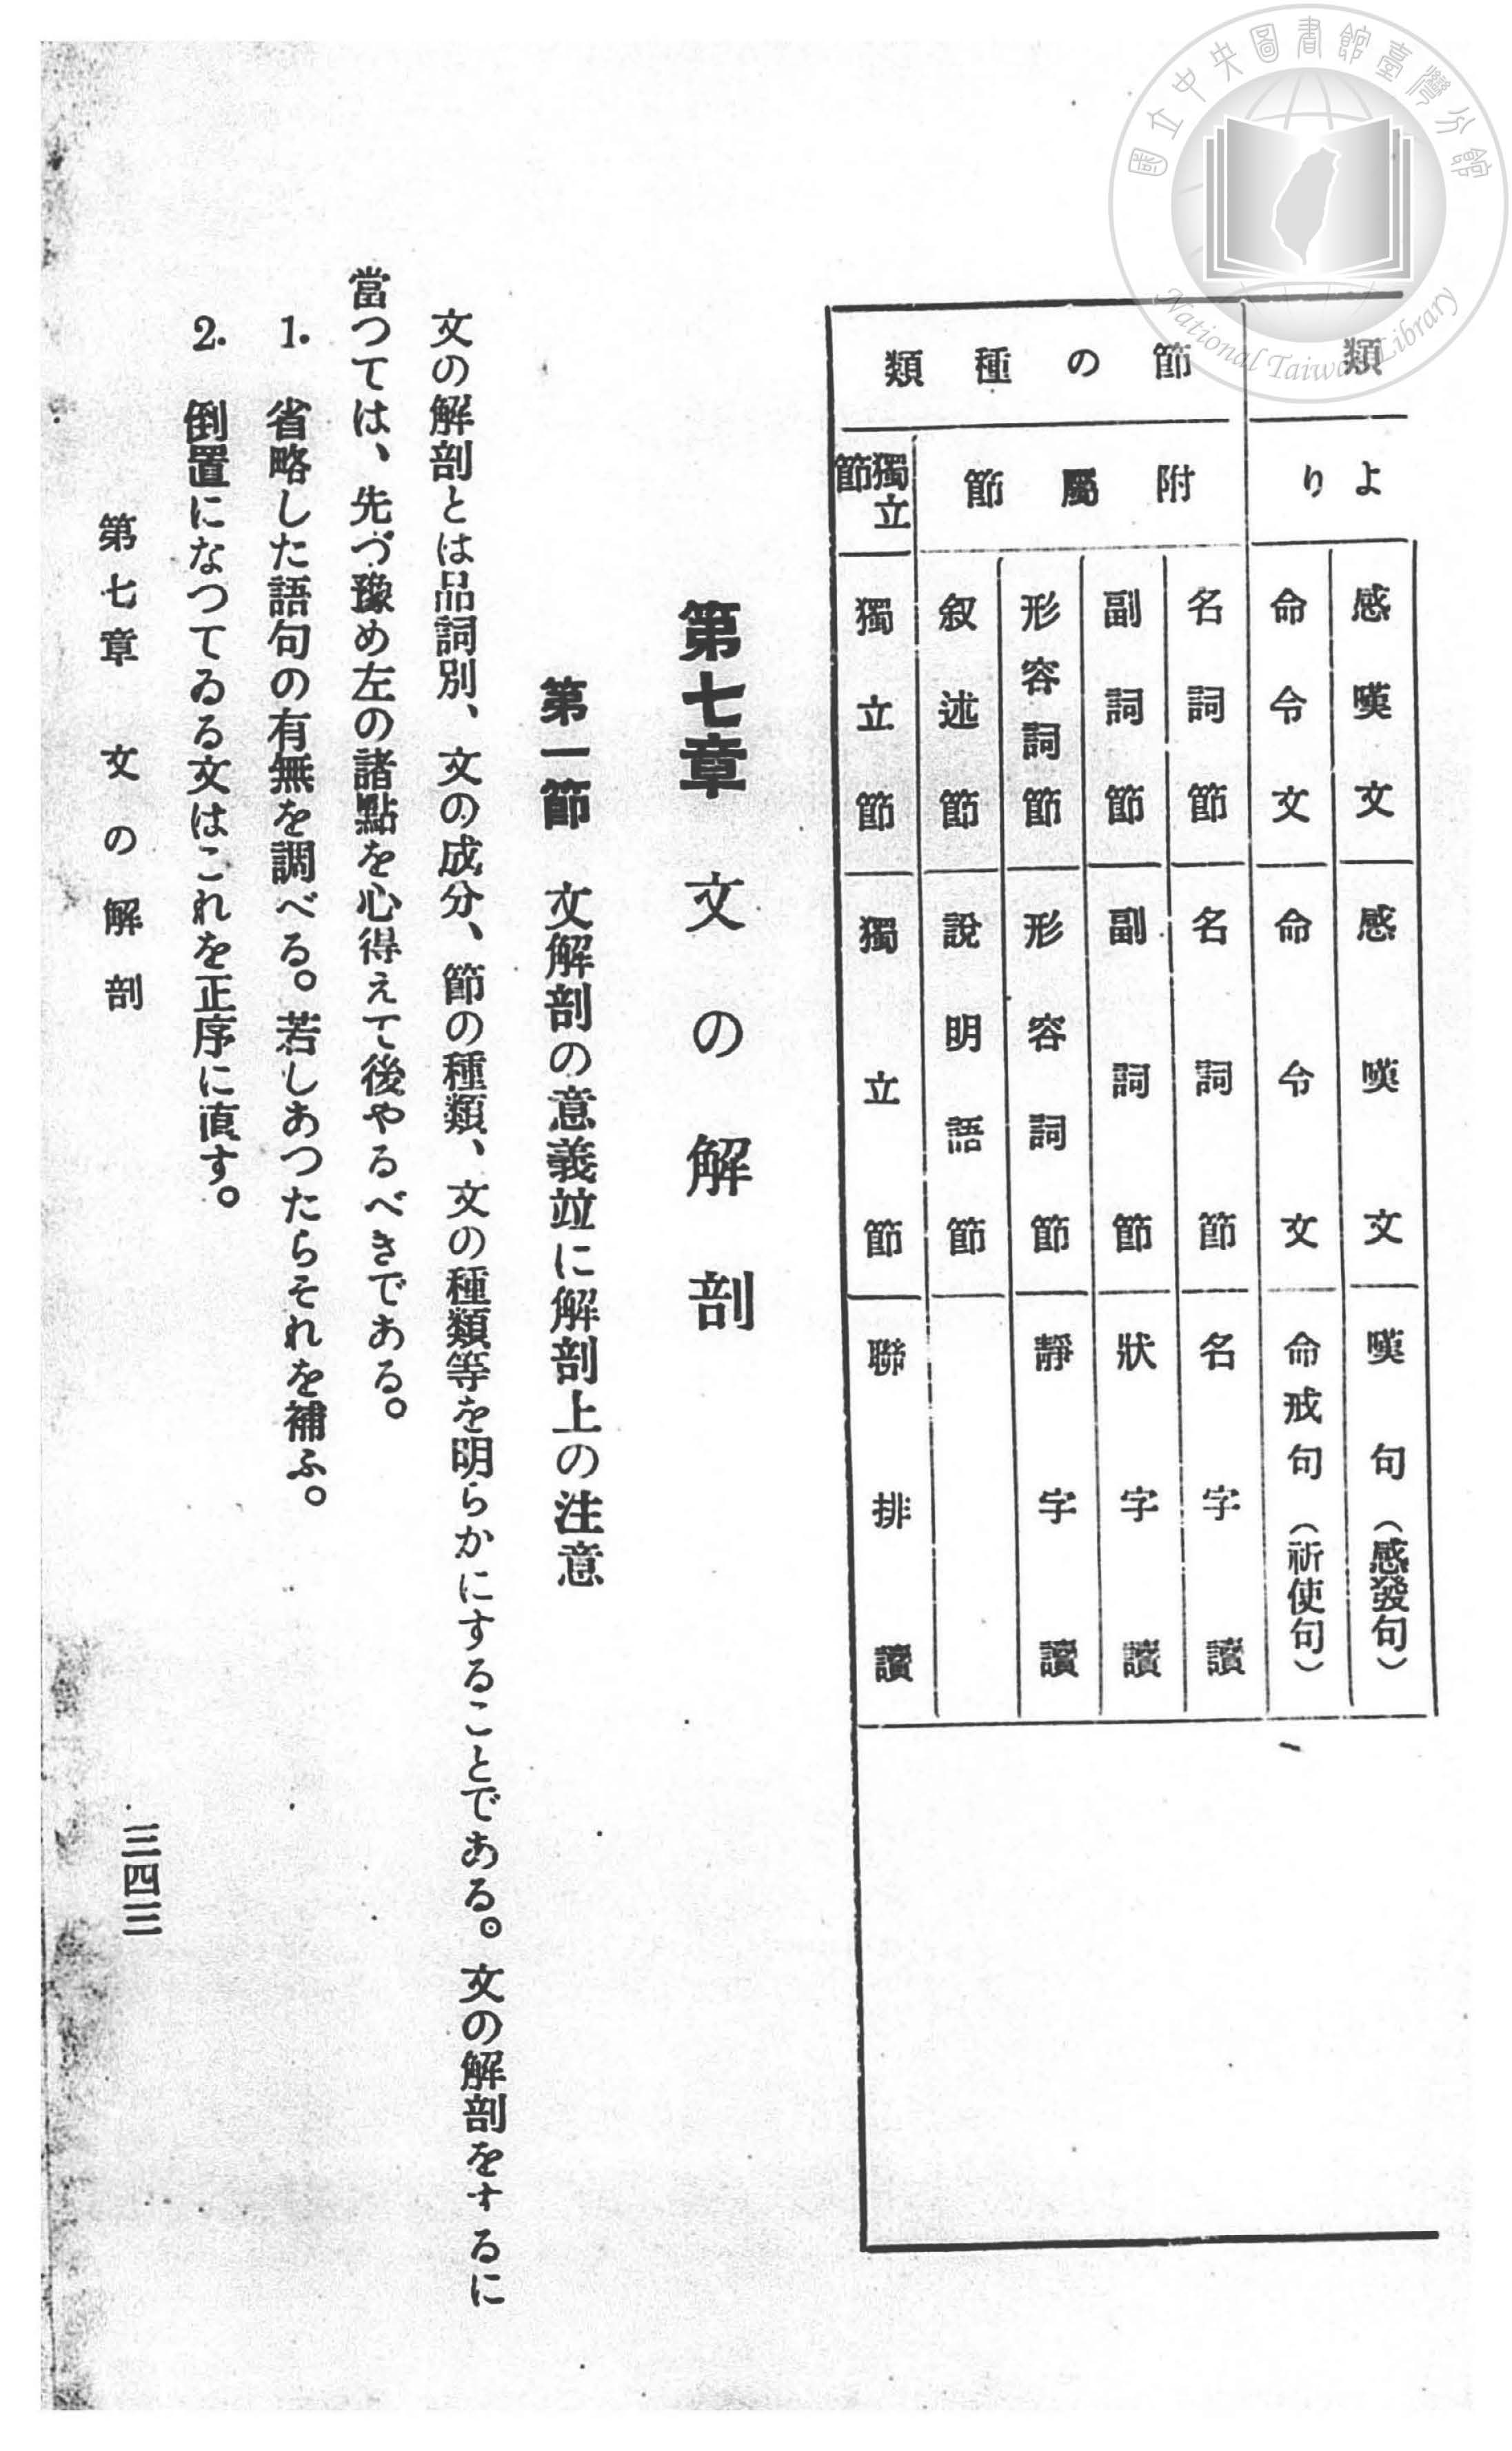 國立中央圖書館臺灣分館
National Taiwan Library
類
より
感嘆文 感嘆文 嘆句（感發句）
命令文 命令文 命戒句（祈使句）
節の種類
附屬節
名詞節 名詞節 名字讀
副詞節 副詞節 狀字讀
形容詞節 形容詞節 靜字讀
叙述節 說明語節
獨立節
獨立節 獨立節 聯排讀
第七章 文の解剖
第一節 文解剖の意義竝に解剖上の注意
文の解剖とは品詞別、文の成分、節の種類、文の種類等を明らかにすることである。文の解剖をするに
當つては、先づ豫め左の諸點を心得えて後やるべきである。
1. 省略した語句の有無を調べる。若しあつたらそれを補ふ。
2. 倒置になつてゐる文はこれを正序に直す。
第七章 文の解剖
三四三